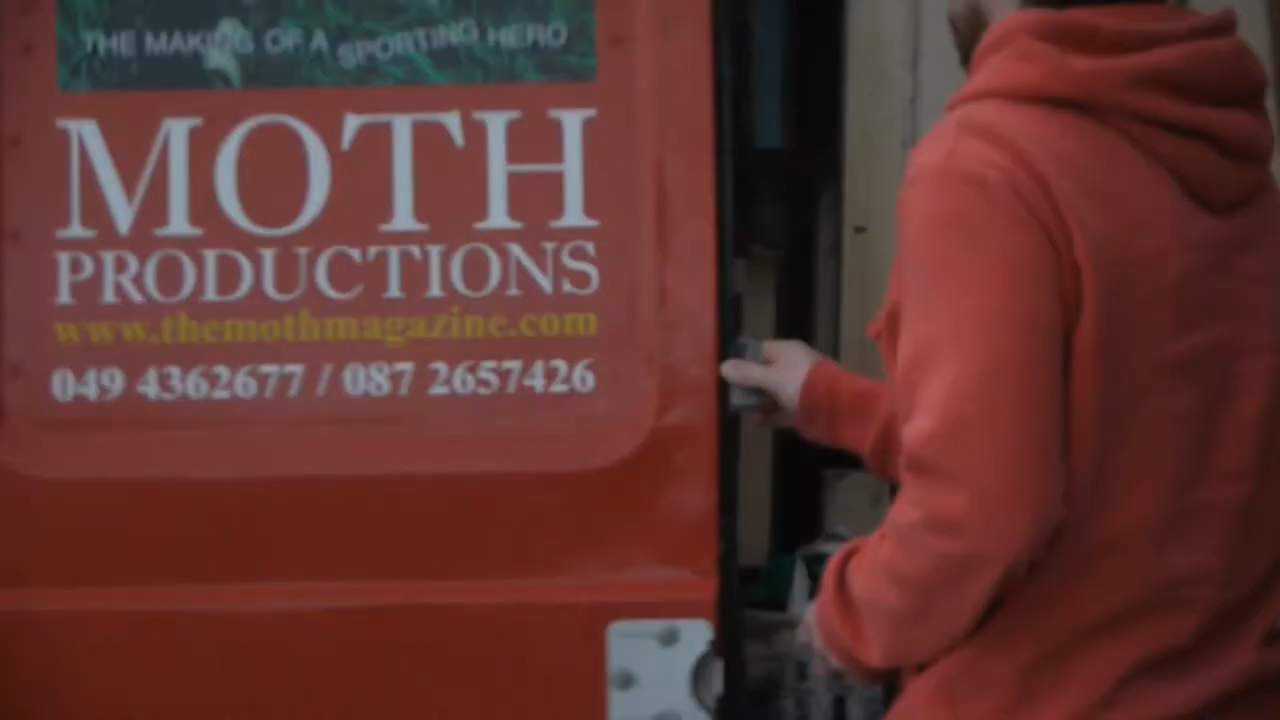 THE MAKING OF A SPORTING HERO
MOTH
PRODUCTIONS
www.themothmagazine.com
049 4362677 / 087 2657426